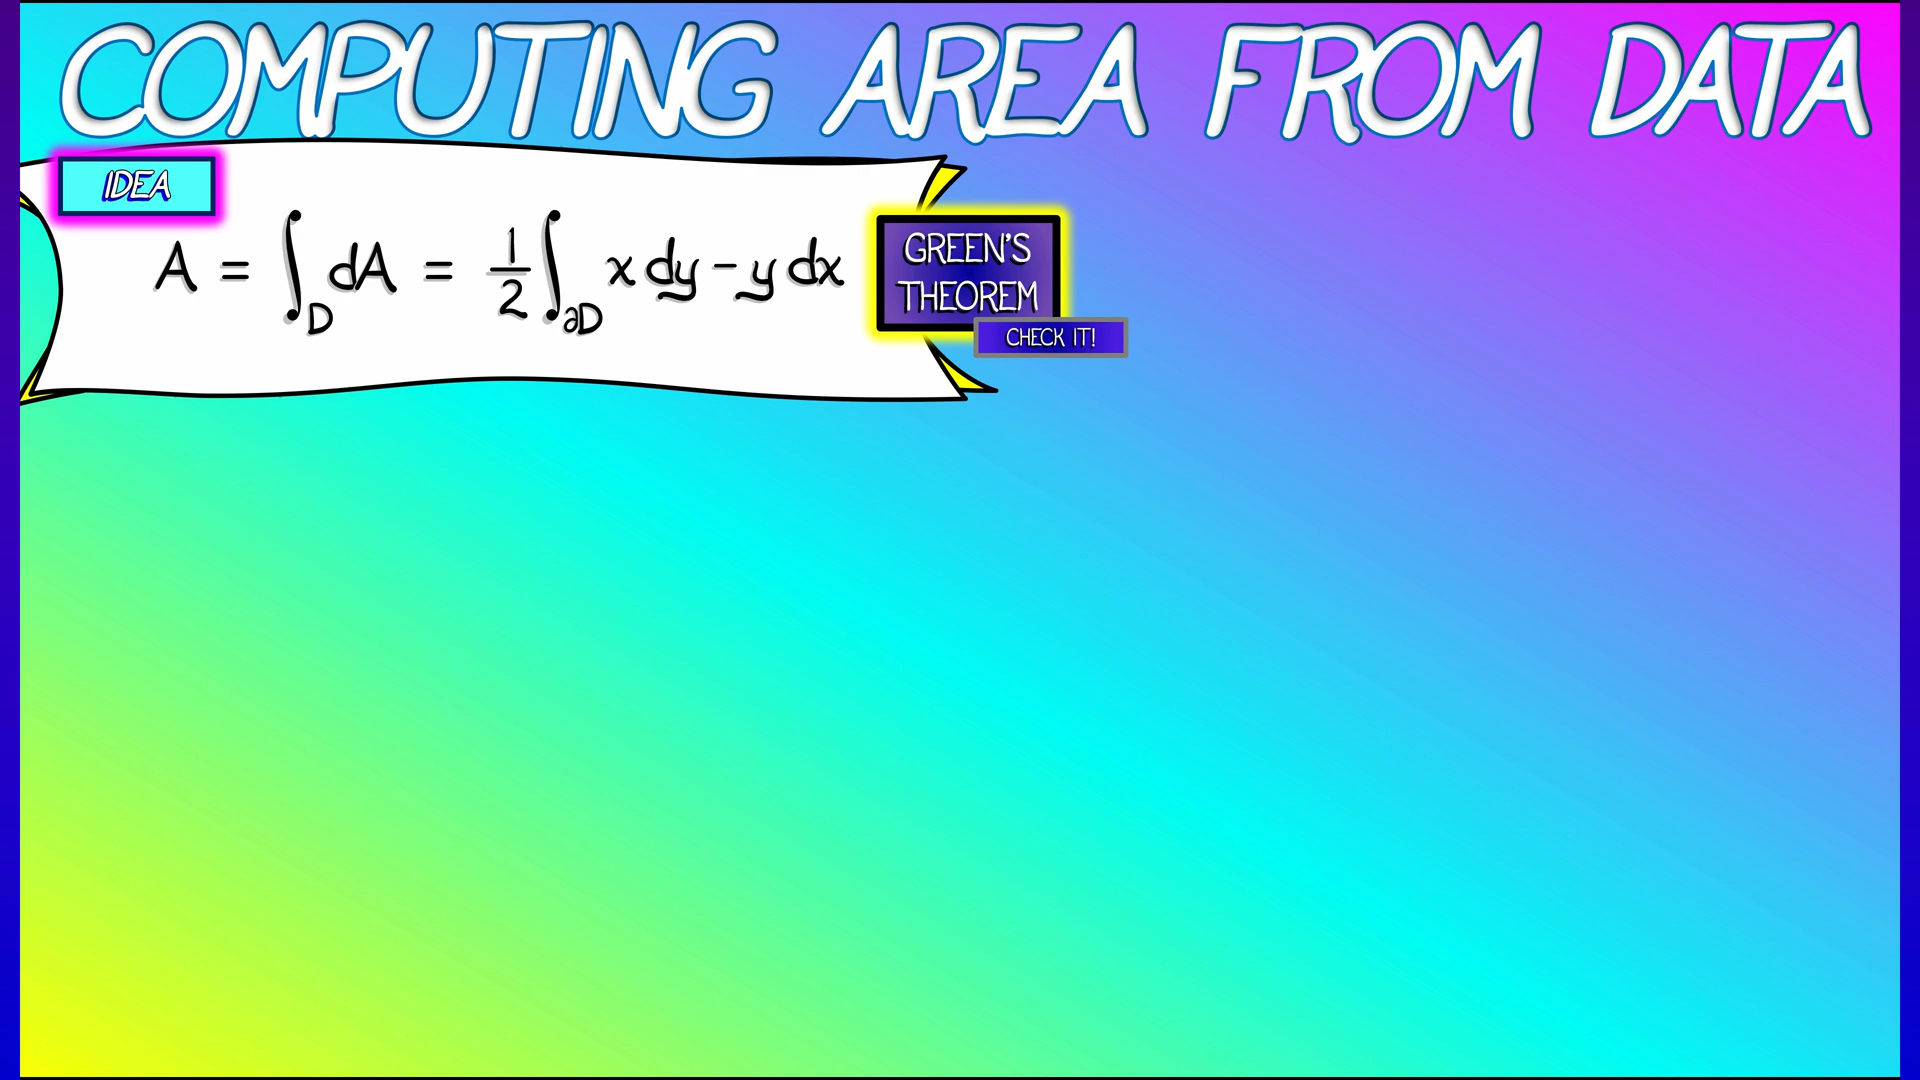 COMPUTING AREA FROM DATA
IDEA
A = ∫_D dA = 1/2 ∫_∂D x dy - y dx
GREEN'S
THEOREM
CHECK IT!